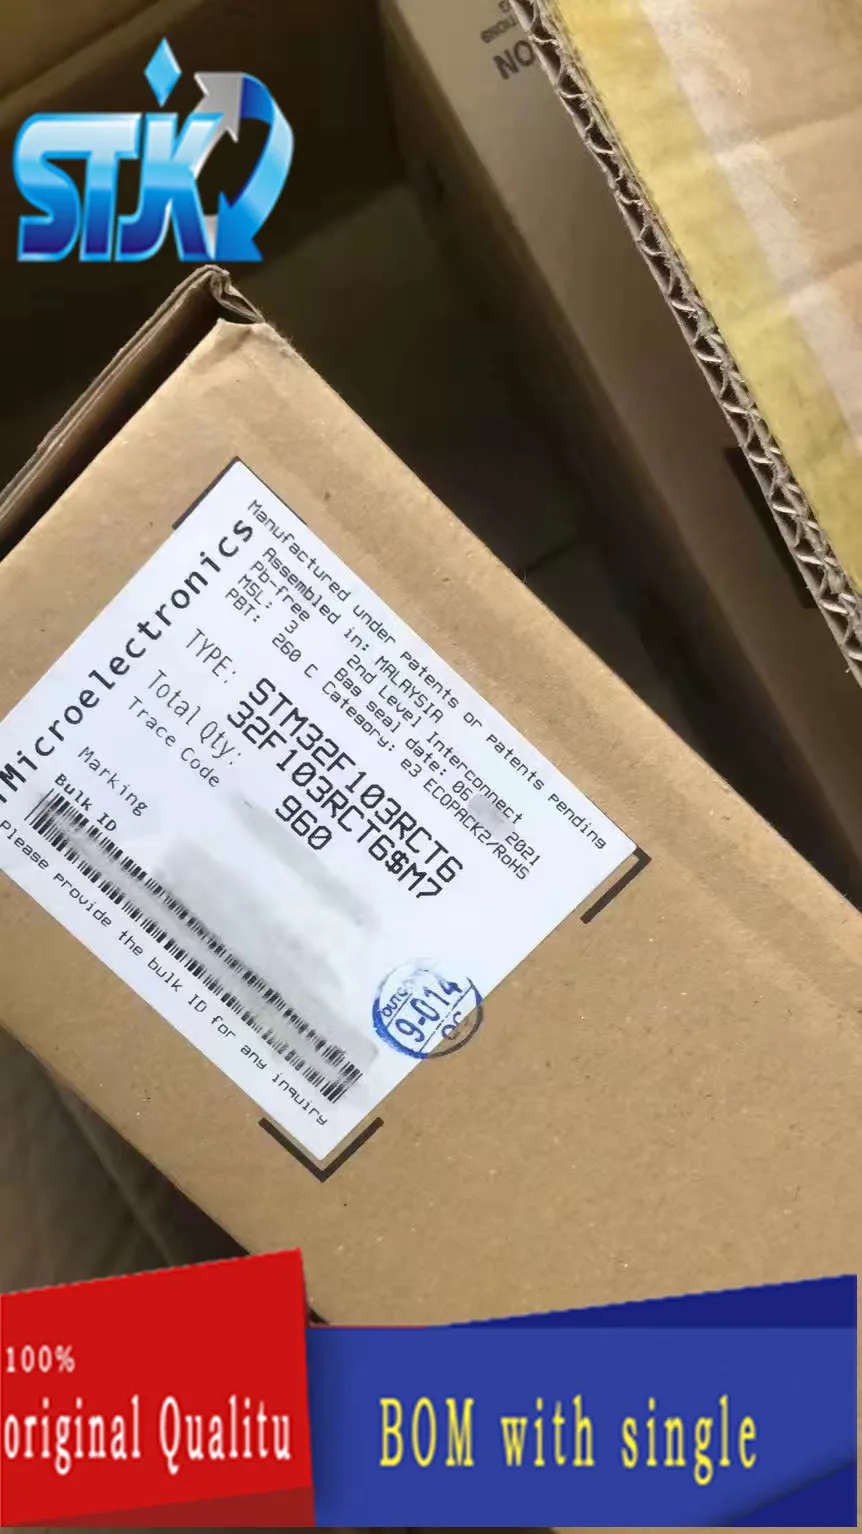 STK
ON
Microelectronics
Manufactured under patents or patents pending
Assembled in: MALAYSIA
Pb-free 2nd Level Interconnect
MSL: 3 Bag seal date: 06 2021
PBT: 260 C Category: e3 ECOPACK2/RoHS
TYPE: STM32F103RCT6
32F103RCT6$M7
Total Qty: 960
Trace Code
Marking
Bulk ID
Please provide the bulk ID for any inquiry
9-014
100%
original Qualitu
BOM with single